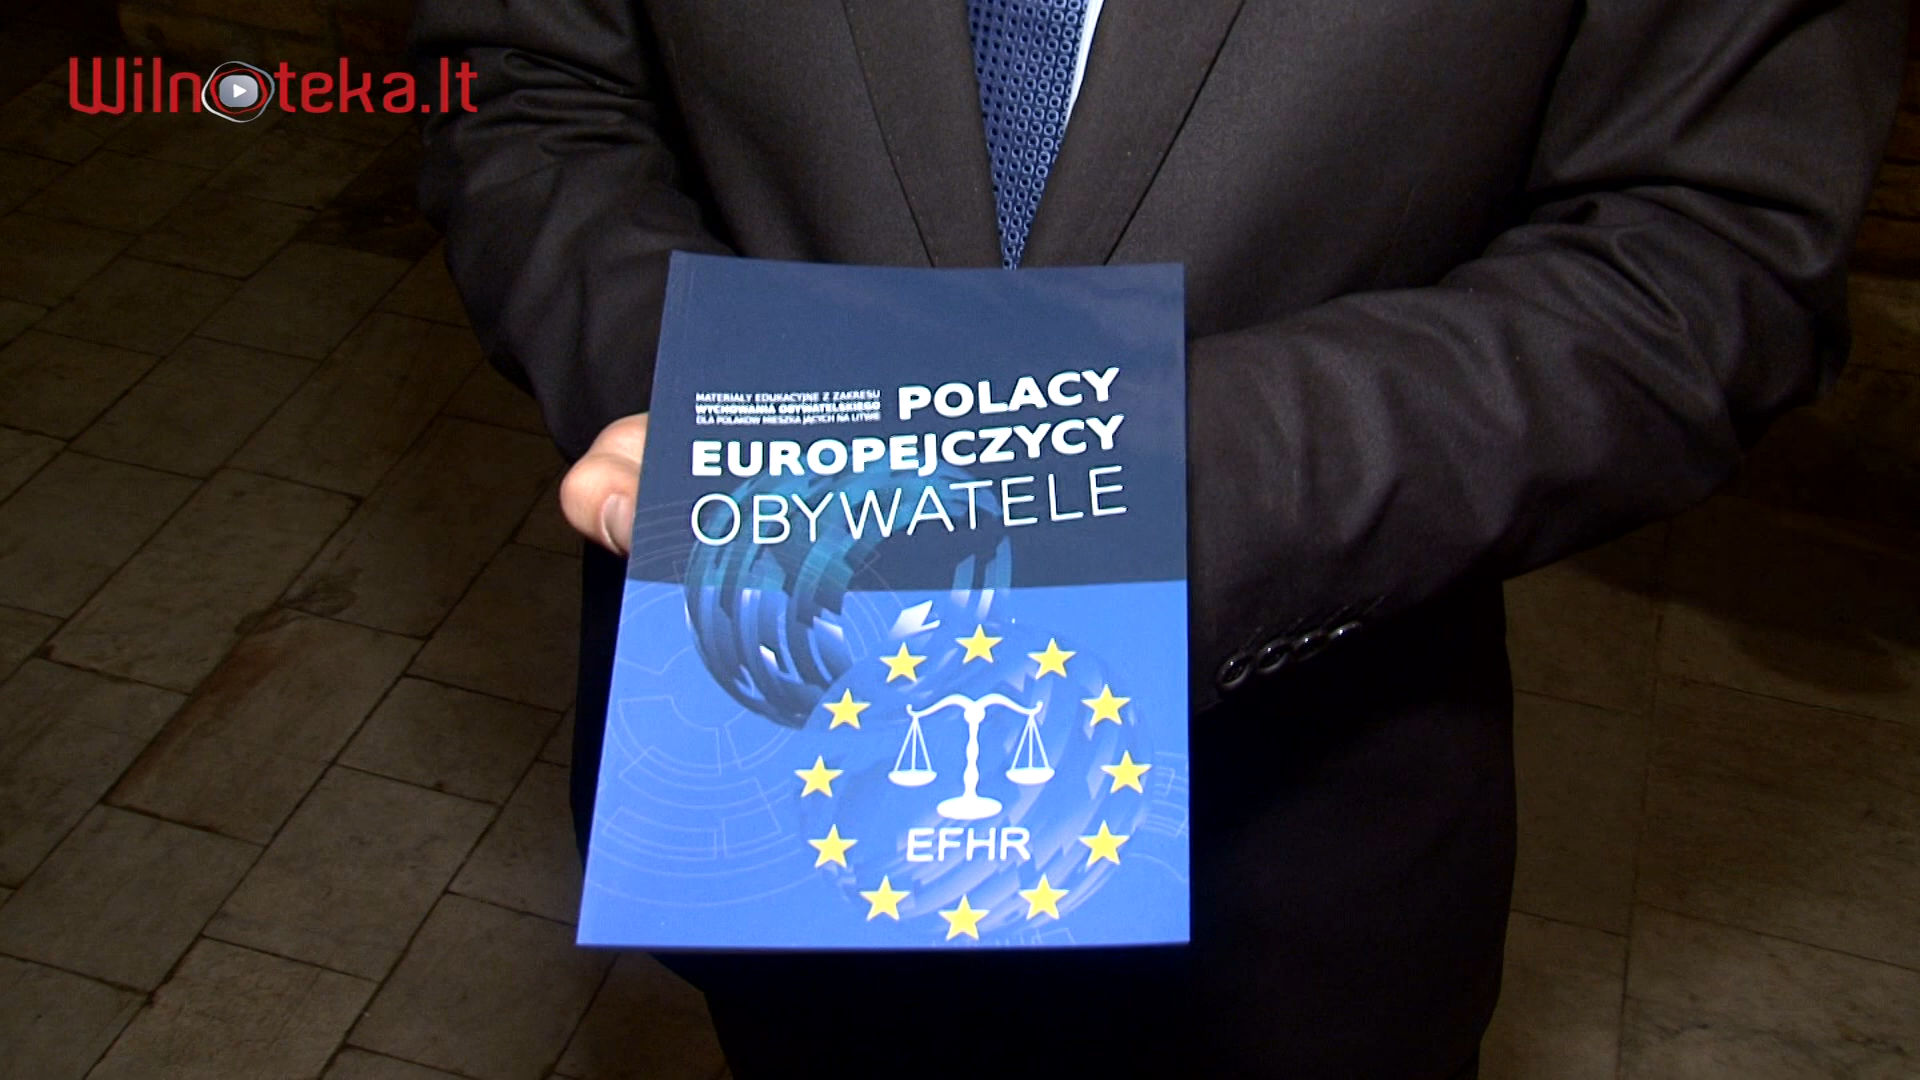 Wilnoteka.lt
MATERIAŁY EDUKACYJNE Z ZAKRESU
WYCHOWANIA OBYWATELSKIEGO
DLA POLAKÓW MIESZKAJĄCYCH NA LITWIE
POLACY
EUROPEJCZYCY
OBYWATELE
EFHR